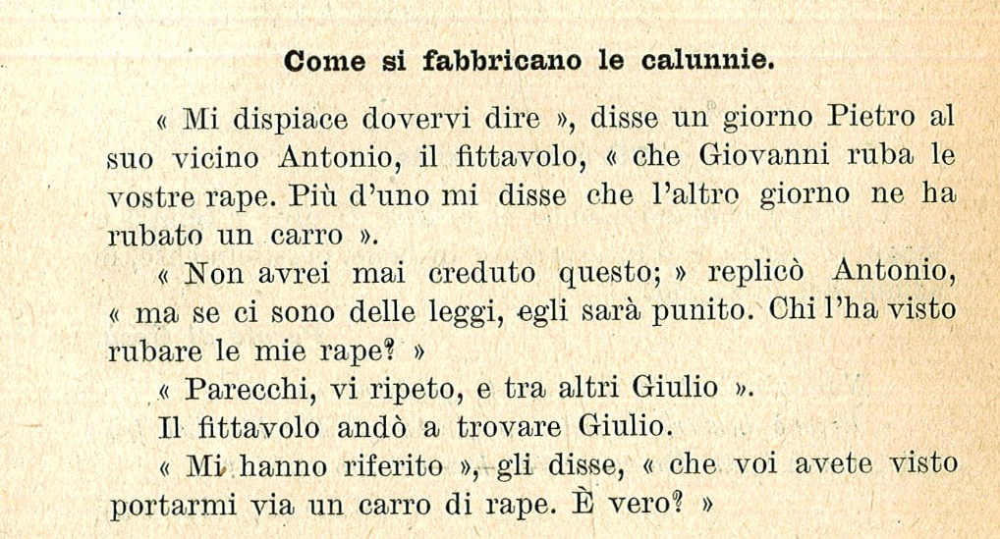 Come si fabbricano le calunnie.
« Mi dispiace dovervi dire », disse un giorno Pietro al
suo vicino Antonio, il fittavolo, « che Giovanni ruba le
vostre rape. Più d'uno mi disse che l'altro giorno ne ha
rubato un carro ».
« Non avrei mai creduto questo; » replicò Antonio,
« ma se ci sono delle leggi, egli sarà punito. Chi l'ha visto
rubare le mie rape? »
« Parecchi, vi ripeto, e tra altri Giulio ».
Il fittavolo andò a trovare Giulio.
« Mi hanno riferito », gli disse, « che voi avete visto
portarmi via un carro di rape. È vero? »